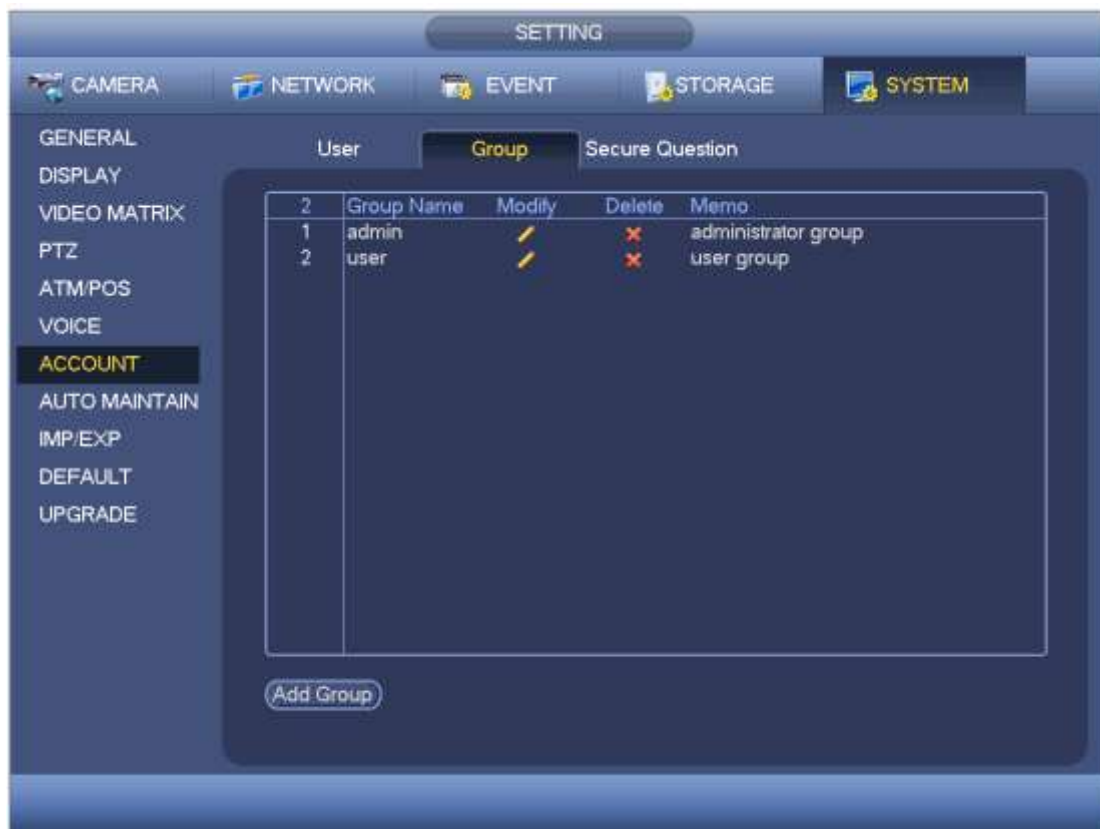 SETTING
CAMERA NETWORK EVENT STORAGE SYSTEM
GENERAL
DISPLAY
VIDEO MATRIX
PTZ
ATM/POS
VOICE
ACCOUNT
AUTO MAINTAIN
IMP/EXP
DEFAULT
UPGRADE
User Group Secure Question
2 Group Name Modify Delete Memo
1 admin administrator group
2 user user group
Add Group